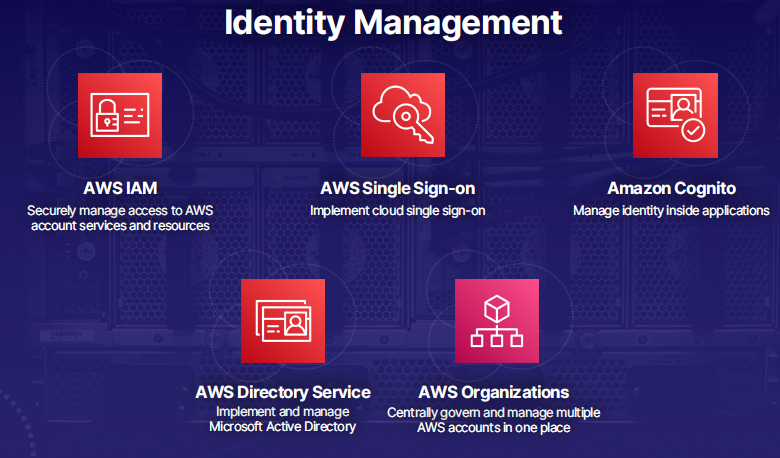 Identity Management
AWS IAM
Securely manage access to AWS
account services and resources
AWS Single Sign-on
Implement cloud single sign-on
Amazon Cognito
Manage identity inside applications
AWS Directory Service
Implement and manage
Microsoft Active Directory
AWS Organizations
Centrally govern and manage multiple
AWS accounts in one place